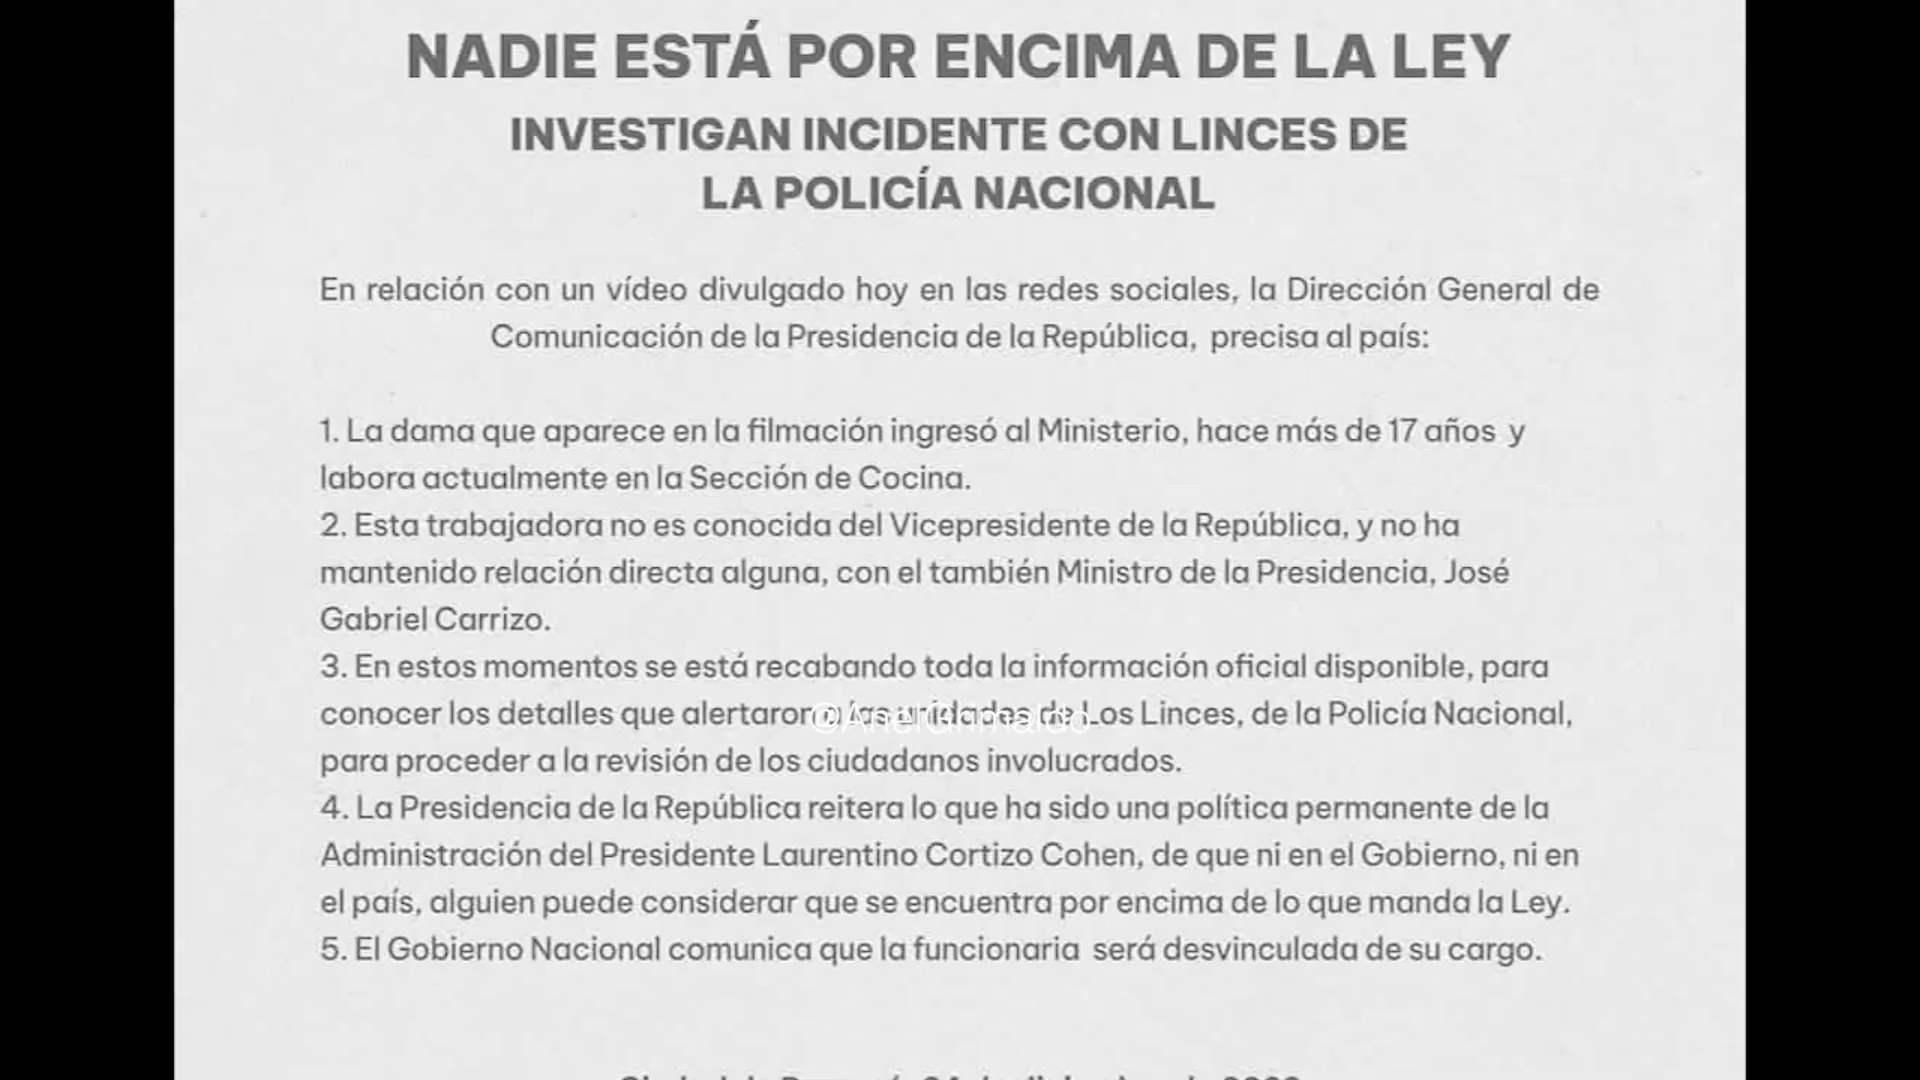 NADIE ESTÁ POR ENCIMA DE LA LEY
INVESTIGAN INCIDENTE CON LINCES DE
LA POLICÍA NACIONAL
En relación con un vídeo divulgado hoy en las redes sociales, la Dirección General de
Comunicación de la Presidencia de la República, precisa al país:
1. La dama que aparece en la filmación ingresó al Ministerio, hace más de 17 años y
labora actualmente en la Sección de Cocina.
2. Esta trabajadora no es conocida del Vicepresidente de la República, y no ha
mantenido relación directa alguna, con el también Ministro de la Presidencia, José
Gabriel Carrizo.
3. En estos momentos se está recabando toda la información oficial disponible, para
conocer los detalles que alertaron a las unidades de Los Linces, de la Policía Nacional,
@AnelGrimaldo
para proceder a la revisión de los ciudadanos involucrados.
4. La Presidencia de la República reitera lo que ha sido una política permanente de la
Administración del Presidente Laurentino Cortizo Cohen, de que ni en el Gobierno, ni en
el país, alguien puede considerar que se encuentra por encima de lo que manda la Ley.
5. El Gobierno Nacional comunica que la funcionaria será desvinculada de su cargo.